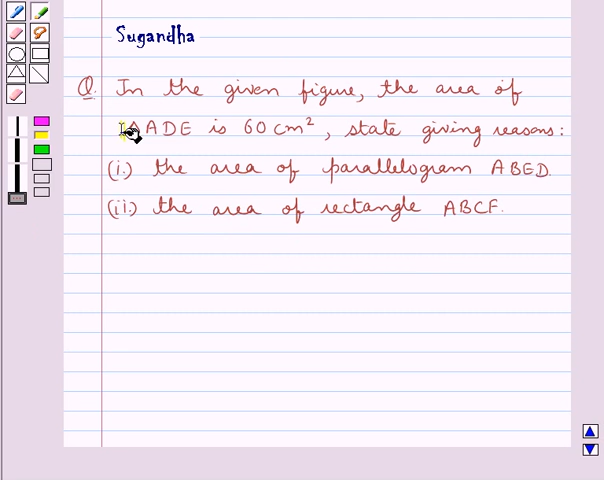 Sugandha
Q. In the given figure, the area of
△ADE is 60 cm², state giving reasons:
(i.) the area of parallelogram ABED.
(ii.) the area of rectangle ABCF.